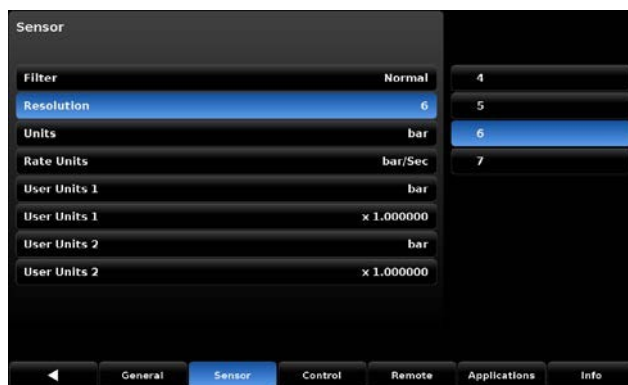 Sensor
Filter Normal
Resolution 6
Units bar
Rate Units bar/Sec
User Units 1 bar
User Units 1 x 1.000000
User Units 2 bar
User Units 2 x 1.000000
4
5
6
7
General Sensor Control Remote Applications Info